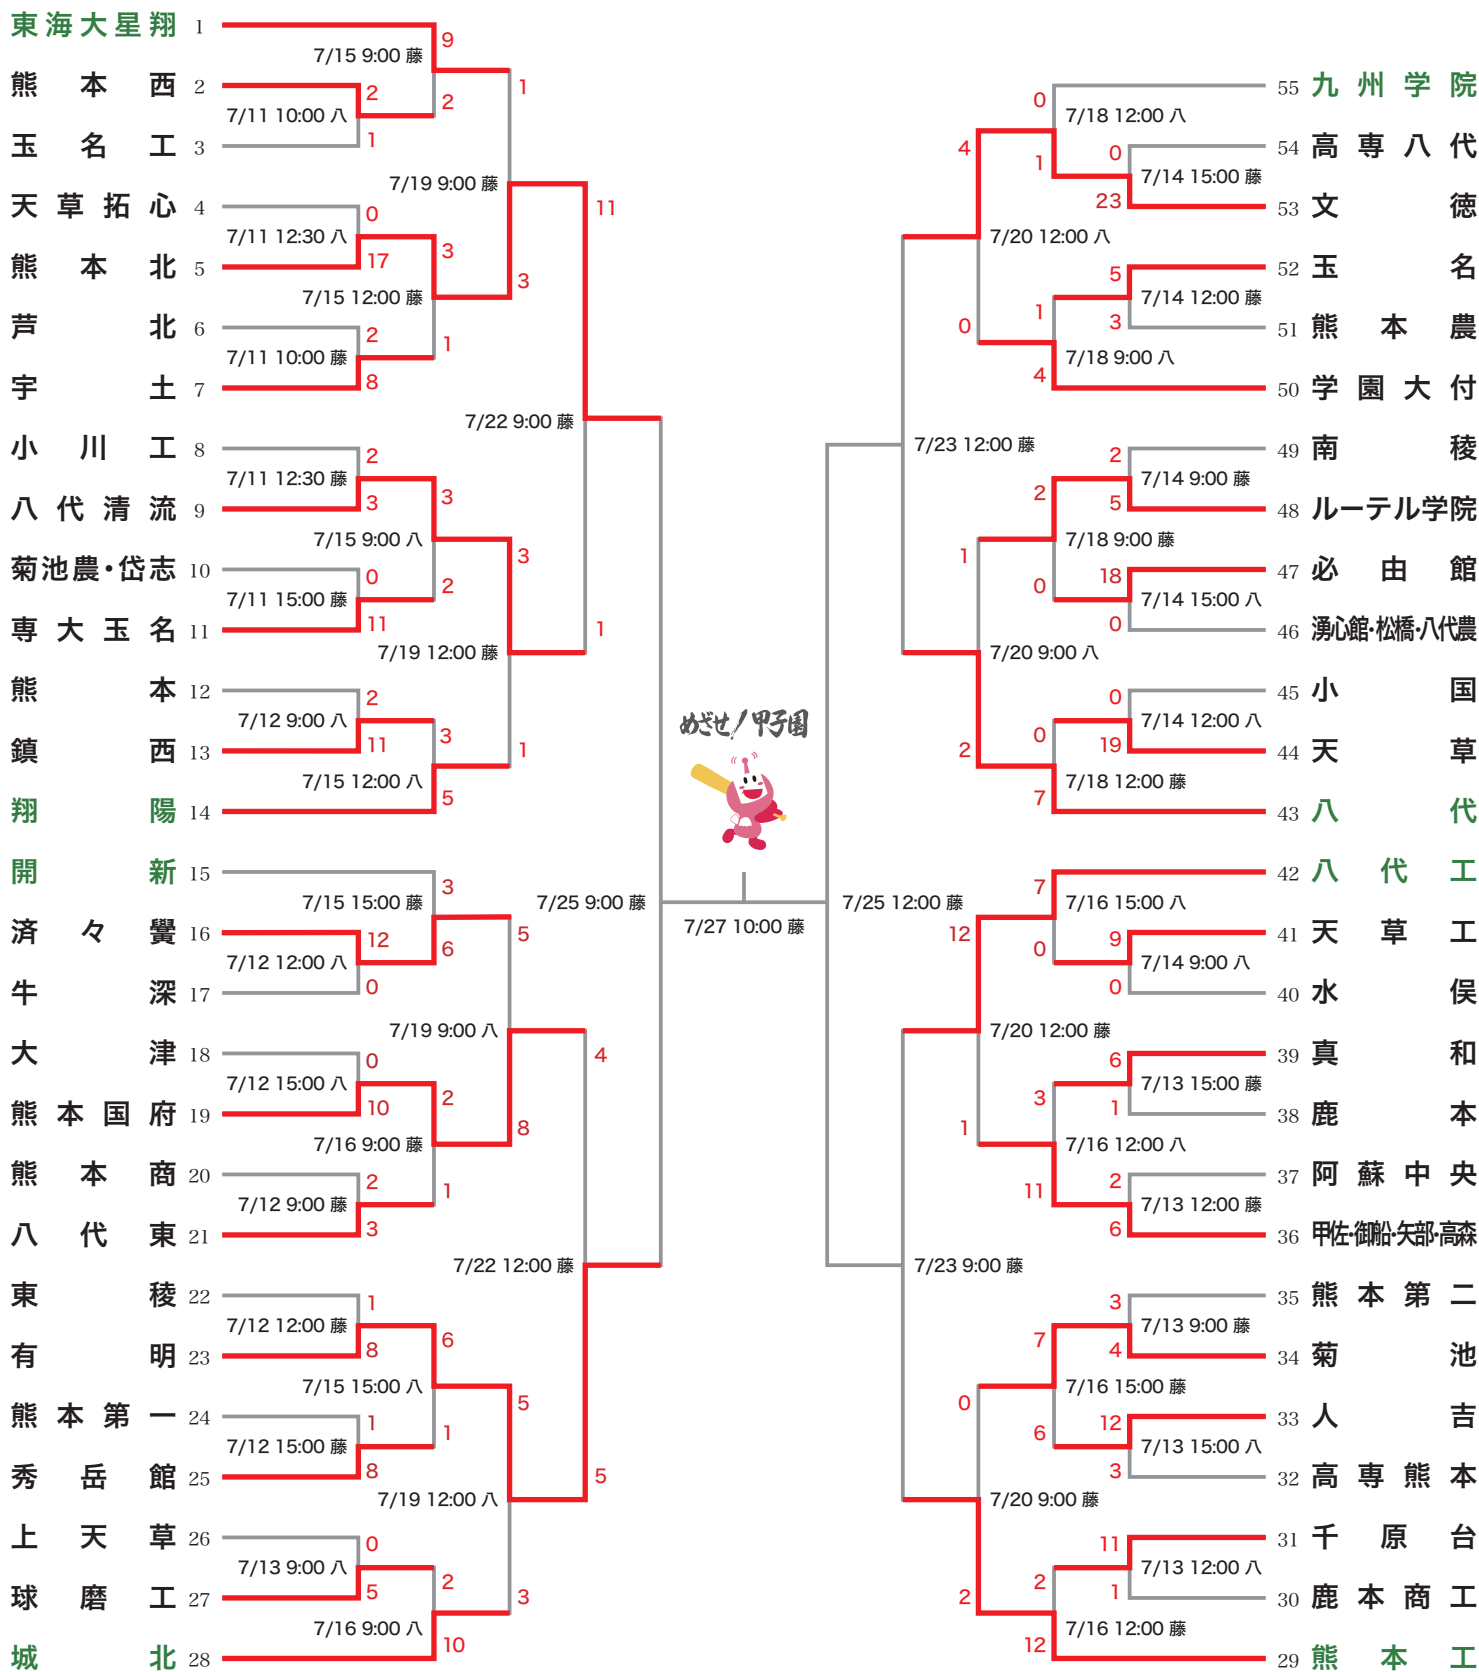 東海大星翔 1
7/15 9:00 藤
9
熊本西 2
2
7/11 10:00 八
2
玉名工 3
1
1
7/19 9:00 藤
天草拓心 4
0
7/11 12:30 八
熊本北 5
17
3
7/15 12:00 藤
3
芦北 6
2
7/11 10:00 藤
1
宇土 7
8
11
7/22 9:00 藤
小川工 8
2
7/11 12:30 藤
八代清流 9
3
3
7/15 9:00 八
3
菊池農・岱志 10
0
7/11 15:00 藤
2
専大玉名 11
11
7/19 12:00 藤
1
熊本 12
2
7/12 9:00 八
鎮西 13
11
3
7/15 12:00 八
1
翔陽 14
5
開新 15
3
7/15 15:00 藤
済々黌 16
12
7/12 12:00 八
6
5
牛深 17
0
7/19 9:00 八
大津 18
0
7/12 15:00 八
熊本国府 19
10
2
7/16 9:00 藤
8
熊本商 20
2
7/12 9:00 藤
1
八代東 21
3
4
7/22 12:00 藤
東稜 22
1
7/12 12:00 藤
有明 23
8
6
7/15 15:00 八
5
熊本第一 24
1
7/12 15:00 藤
1
秀岳館 25
8
7/19 12:00 八
5
上天草 26
0
7/13 9:00 八
球磨工 27
5
2
7/16 9:00 八
3
城北 28
10
7/25 9:00 藤
めざせ!甲子園
7/27 10:00 藤
7/25 12:00 藤
55 九州学院
0
7/18 12:00 八
54 高専八代
0
7/14 15:00 藤
4
1
53 文徳
23
7/20 12:00 八
52 玉名
5
7/14 12:00 藤
1
51 熊本農
3
0
7/18 9:00 八
50 学園大付
4
7/23 12:00 藤
49 南稜
2
7/14 9:00 藤
2
48 ルーテル学院
5
7/18 9:00 藤
1
47 必由館
18
7/14 15:00 八
0
46 湧心館・松橋・八代農
0
7/20 9:00 八
45 小国
0
7/14 12:00 八
0
44 天草
19
2
7/18 12:00 藤
43 八代
7
42 八代工
7
7/16 15:00 八
41 天草工
9
7/14 9:00 八
12
0
40 水俣
0
7/20 12:00 藤
39 真和
6
7/13 15:00 藤
3
38 鹿本
1
1
7/16 12:00 八
37 阿蘇中央
2
7/13 12:00 藤
11
36 甲佐・御船・矢部・高森
6
7/23 9:00 藤
35 熊本第二
3
7/13 9:00 藤
7
34 菊池
4
7/16 15:00 藤
0
33 人吉
12
7/13 15:00 八
6
32 高専熊本
3
7/20 9:00 藤
31 千原台
11
7/13 12:00 八
2
30 鹿本商工
1
2
7/16 12:00 藤
29 熊本工
12